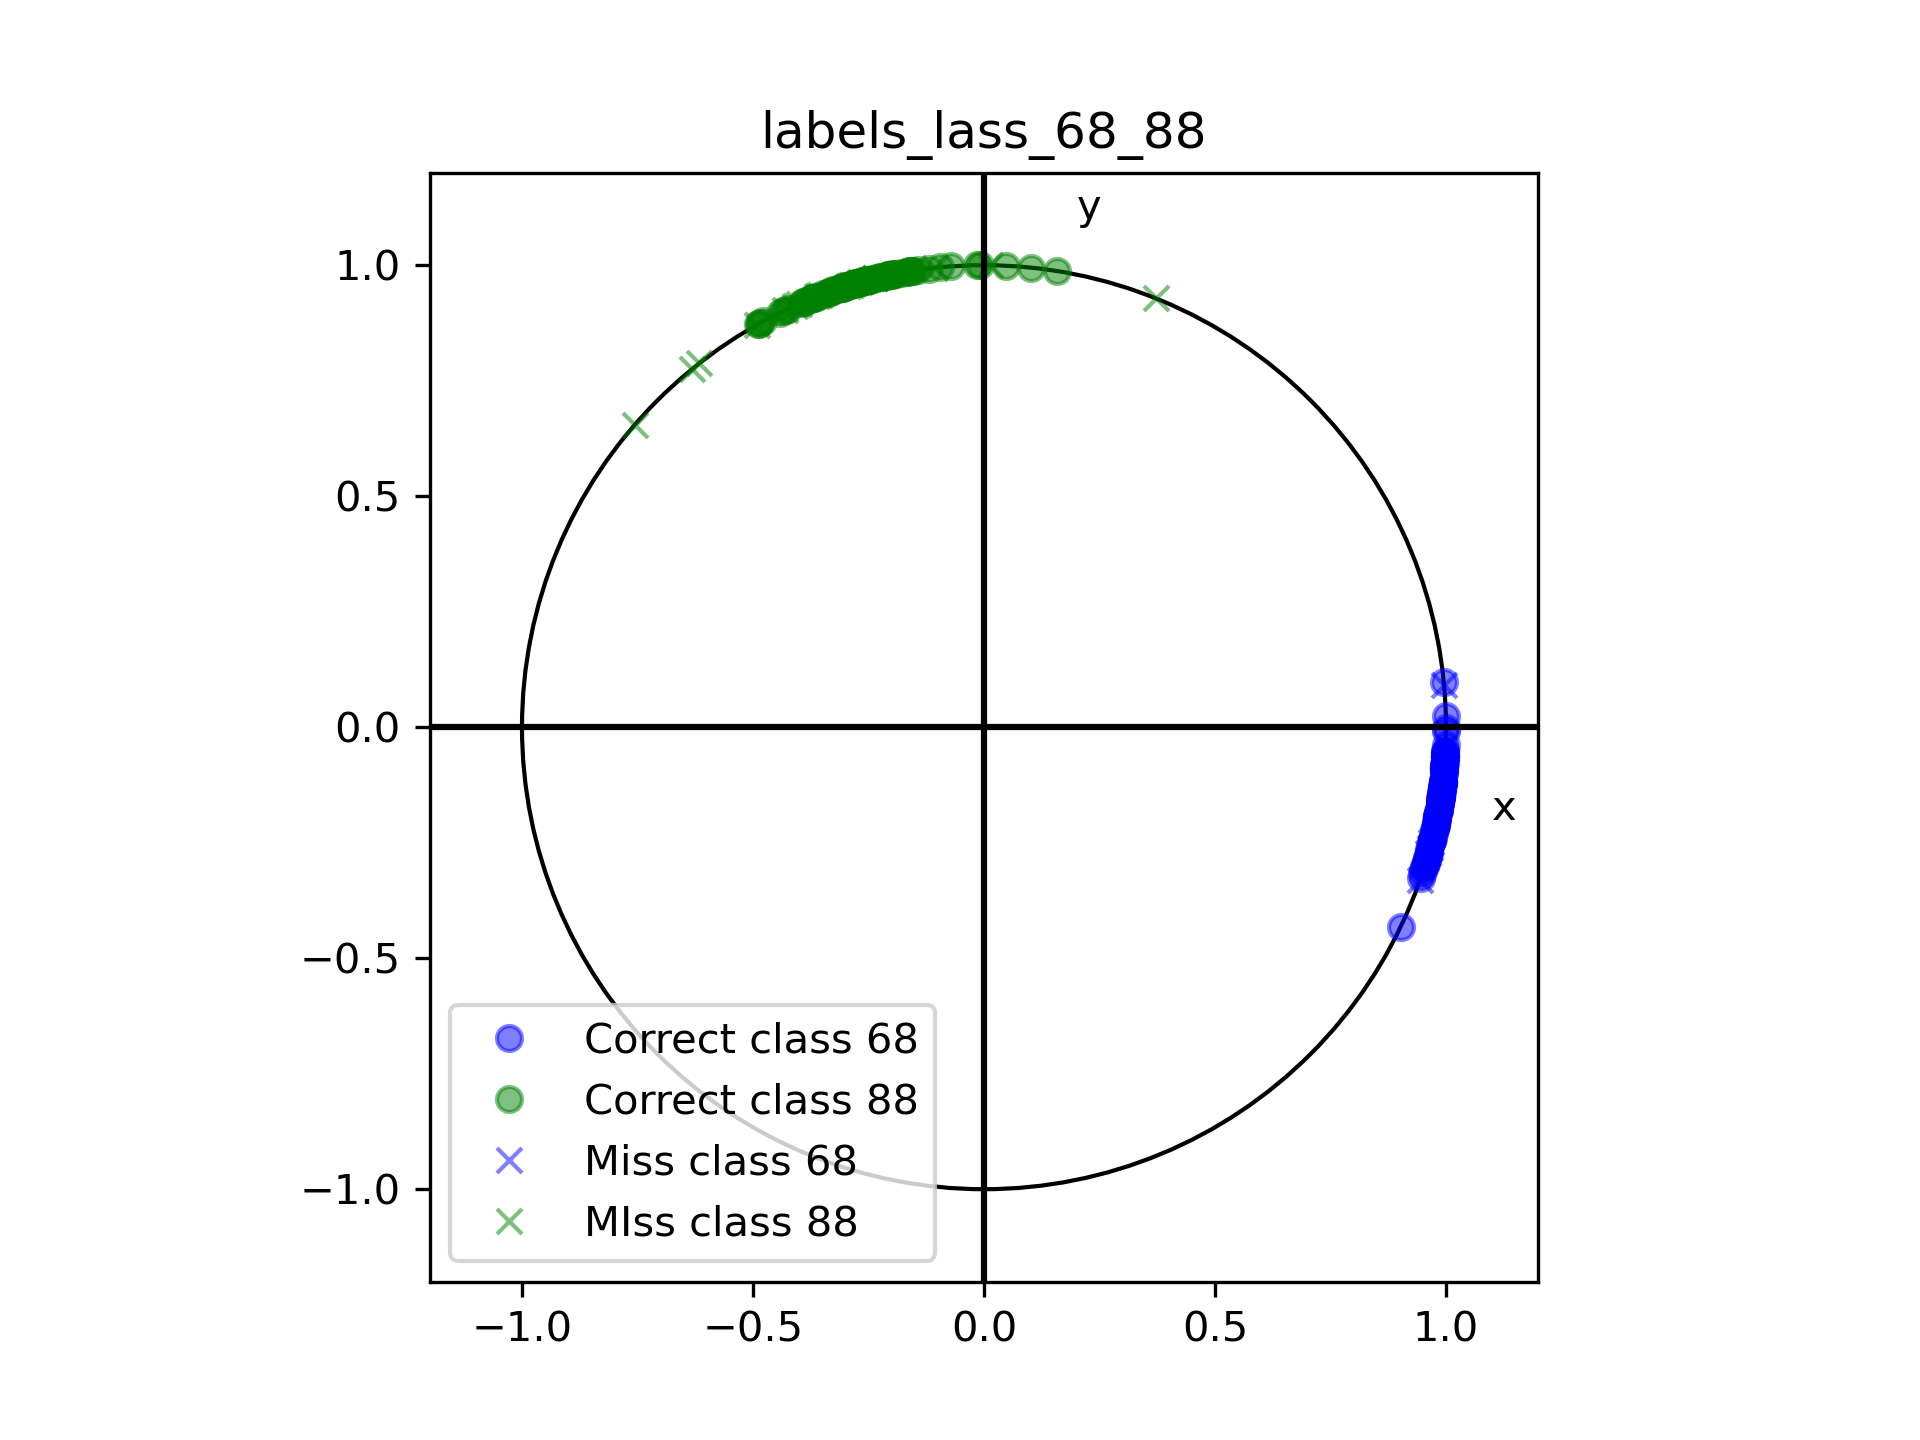 labels_lass_68_88
y
x
1.0
0.5
0.0
−0.5
−1.0
−1.0
−0.5
0.0
0.5
1.0
Correct class 68
Correct class 88
Miss class 68
MIss class 88